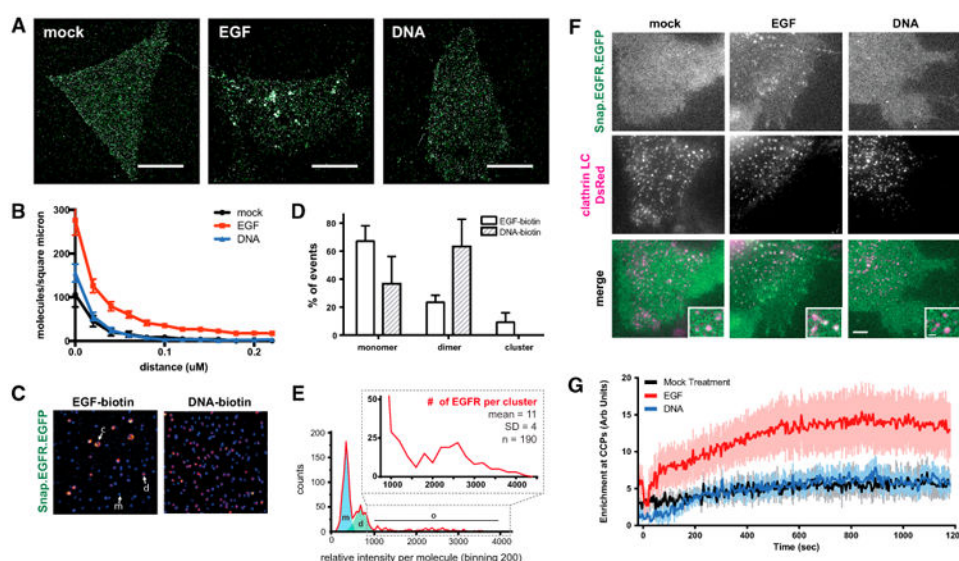 A
mock
EGF
DNA
B
molecules/square micron
300
200
100
0
mock
EGF
DNA
0.0
0.1
0.2
distance (uM)
C
EGF-biotin
DNA-biotin
Snap.EGFR.EGFP
c
d
m
D
% of events
80
60
40
20
0
EGF-biotin
DNA-biotin
monomer
dimer
cluster
E
# of EGFR per cluster
mean = 11
SD = 4
n = 190
50
25
0
1000
2000
3000
4000
counts
200
150
100
50
0
m
d
o
0
1000
2000
3000
4000
relative intensity per molecule (binning 200)
F
mock
EGF
DNA
Snap.EGFR.EGFP
clathrin LC
DsRed
merge
G
Enrichment at CCPs (Arb Units)
20
15
10
5
0
Mock Treatment
EGF
DNA
0
200
400
600
800
1000
1200
Time (sec)